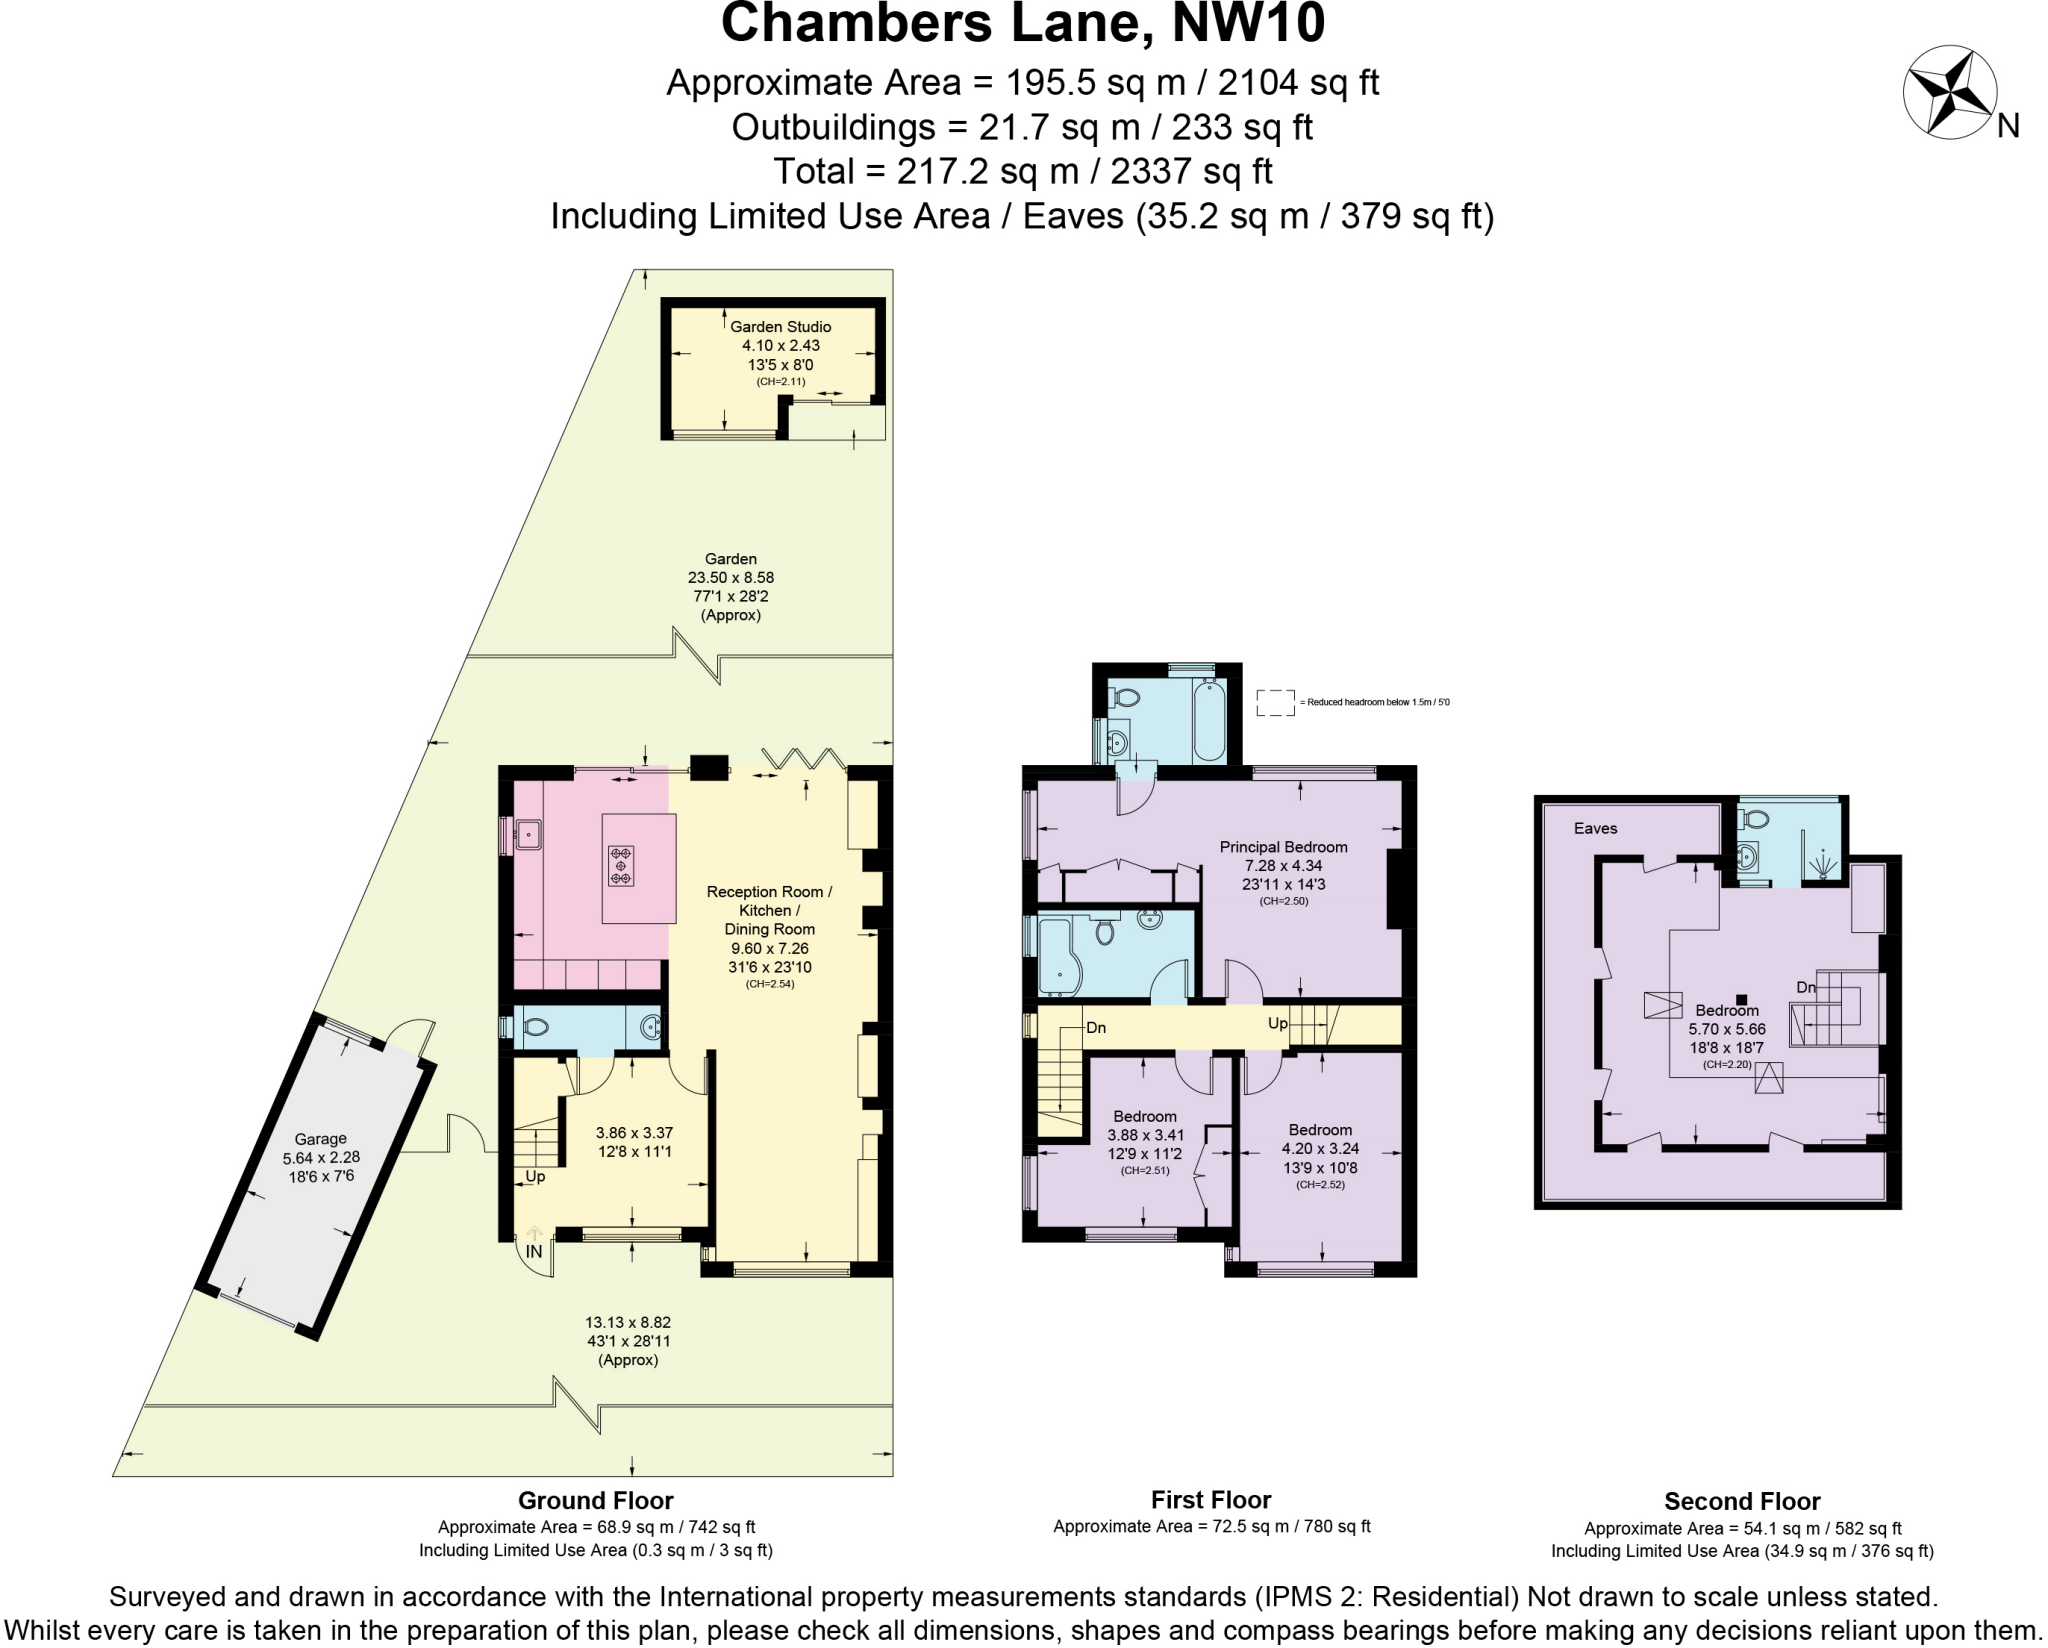 Chambers Lane, NW10
Approximate Area = 195.5 sq m / 2104 sq ft
Outbuildings = 21.7 sq m / 233 sq ft
Total = 217.2 sq m / 2337 sq ft
Including Limited Use Area / Eaves (35.2 sq m / 379 sq ft)
N
Garden Studio
4.10 x 2.43
13'5 x 8'0
(CH=2.11)
Garden
23.50 x 8.58
77'1 x 28'2
(Approx)
Reception Room /
Kitchen /
Dining Room
9.60 x 7.26
31'6 x 23'10
(CH=2.54)
Garage
5.64 x 2.28
18'6 x 7'6
3.86 x 3.37
12'8 x 11'1
Up
IN
13.13 x 8.82
43'1 x 28'11
(Approx)
Ground Floor
Approximate Area = 68.9 sq m / 742 sq ft
Including Limited Use Area (0.3 sq m / 3 sq ft)
= Reduced headroom below 1.5m / 5'0
Principal Bedroom
7.28 x 4.34
23'11 x 14'3
(CH=2.50)
Dn
Up
Bedroom
3.88 x 3.41
12'9 x 11'2
(CH=2.51)
Bedroom
4.20 x 3.24
13'9 x 10'8
(CH=2.52)
First Floor
Approximate Area = 72.5 sq m / 780 sq ft
Eaves
Dn
Bedroom
5.70 x 5.66
18'8 x 18'7
(CH=2.20)
Second Floor
Approximate Area = 54.1 sq m / 582 sq ft
Including Limited Use Area (34.9 sq m / 376 sq ft)
Surveyed and drawn in accordance with the International property measurements standards (IPMS 2: Residential) Not drawn to scale unless stated.
Whilst every care is taken in the preparation of this plan, please check all dimensions, shapes and compass bearings before making any decisions reliant upon them.